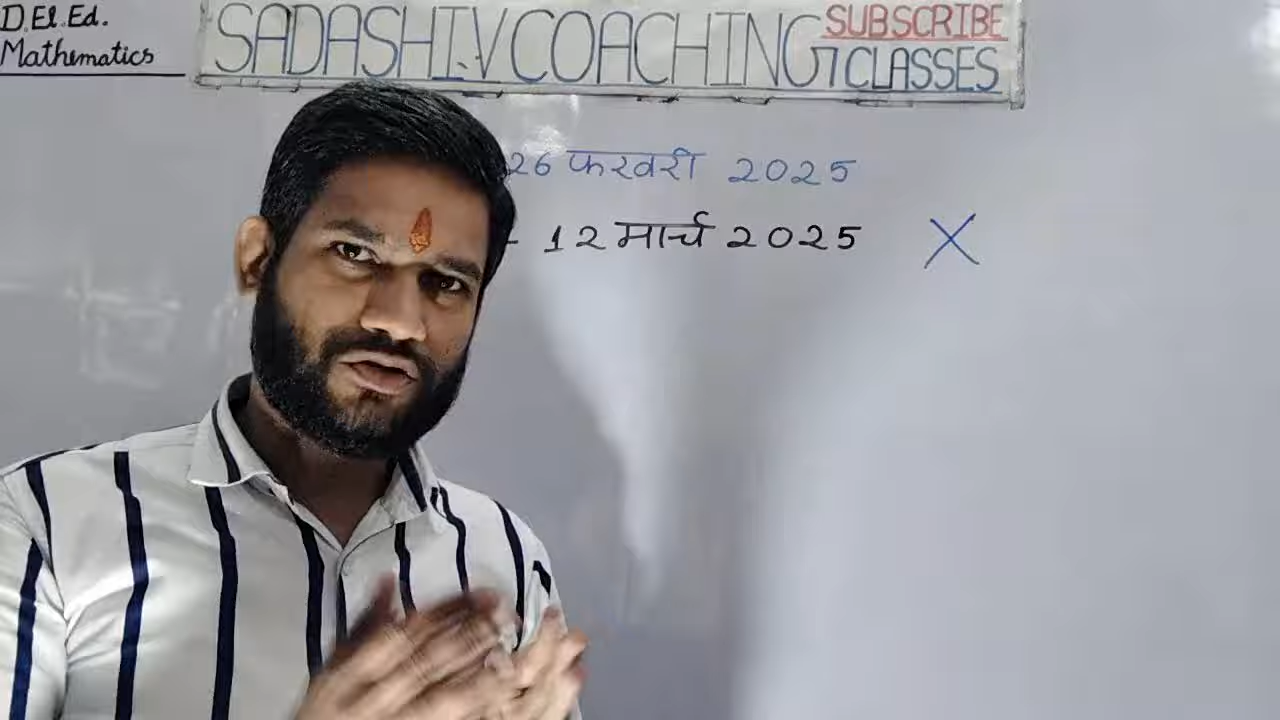 D.El.Ed.
Mathematics
SADASHIV COACHING CLASSES
SUBSCRIBE
26 फरवरी 2025
- 12 मार्च 2025 X